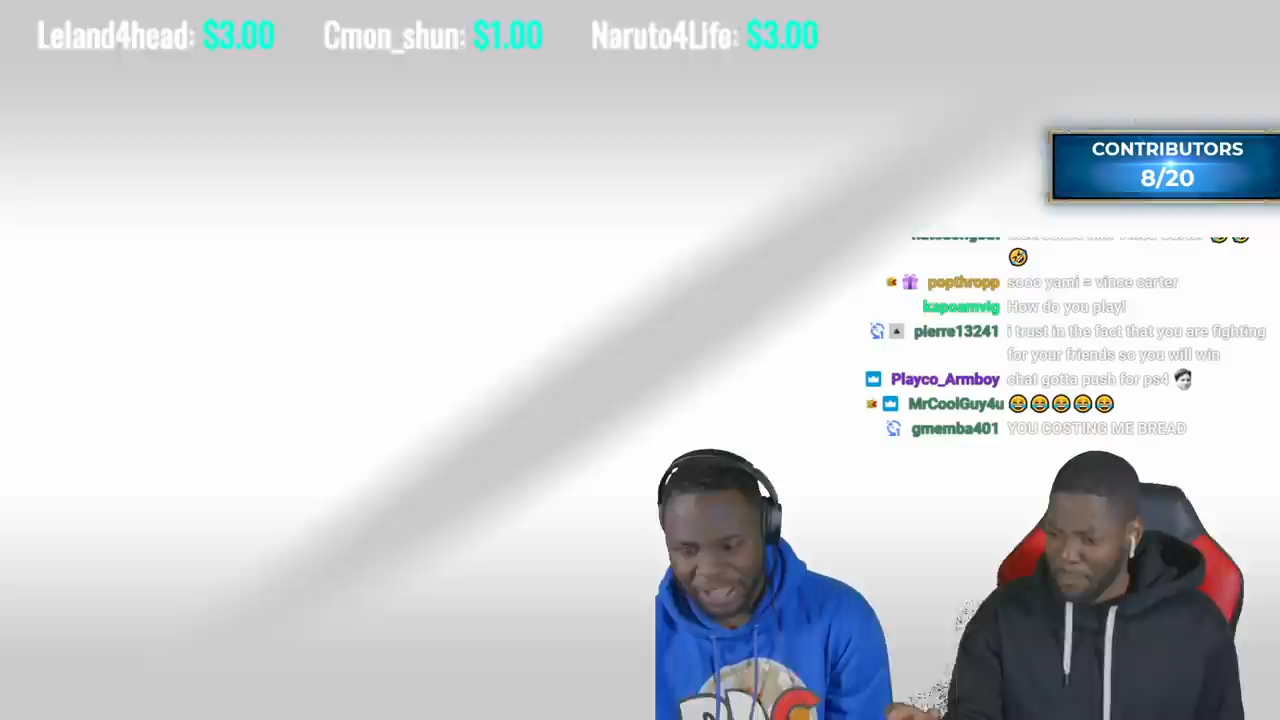 Leland4head: $3.00 Cmon_shun: $1.00 Naruto4Life: $3.00
CONTRIBUTORS
8/20
popthropp sooo yami = vince carter
kapoamvig How do you play!
pierre13241 i trust in the fact that you are fighting
for your friends so you will win
Playco_Armboy chat gotta push for ps4
MrCoolGuy4u 😂😂😂😂😂
gmemba401 YOU COSTING ME BREAD